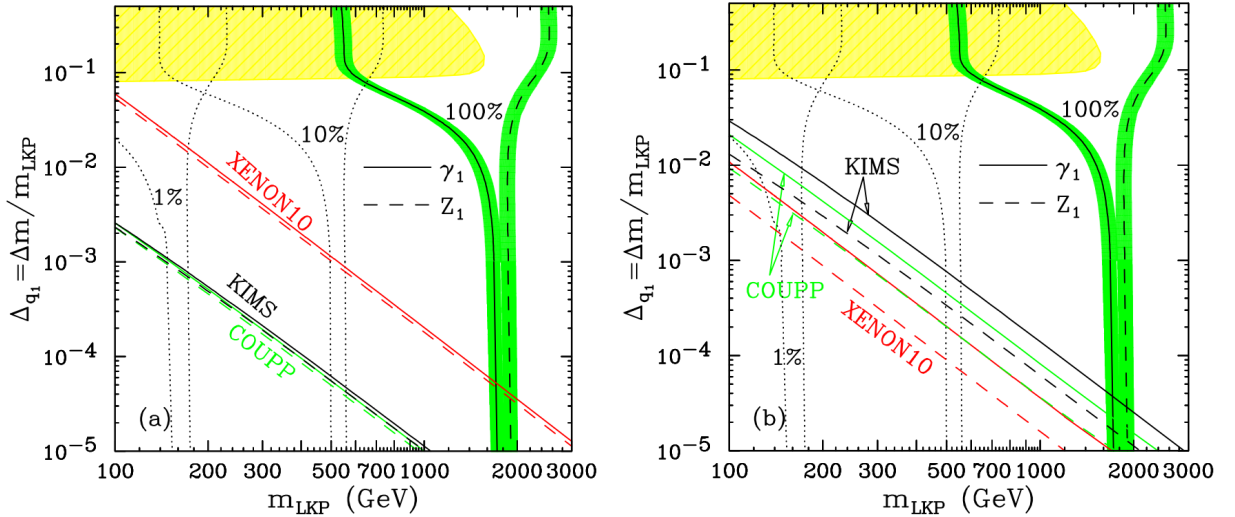 10⁻¹
10⁻²
10⁻³
10⁻⁴
10⁻⁵
Δq₁=Δm/mLKP
100%
10%
1%
XENON10
γ₁
Z₁
KIMS
COUPP
(a)
100
200
300
500
1000
2000
3000
mLKP (GeV)
10⁻¹
10⁻²
10⁻³
10⁻⁴
10⁻⁵
Δq₁=Δm/mLKP
100%
10%
KIMS
γ₁
Z₁
COUPP
XENON10
1%
(b)
100
200
300
500
1000
2000
3000
mLKP (GeV)